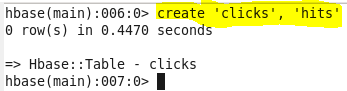 hbase(main):006:0> create 'clicks', 'hits'
0 row(s) in 0.4470 seconds
=> Hbase::Table - clicks
hbase(main):007:0>